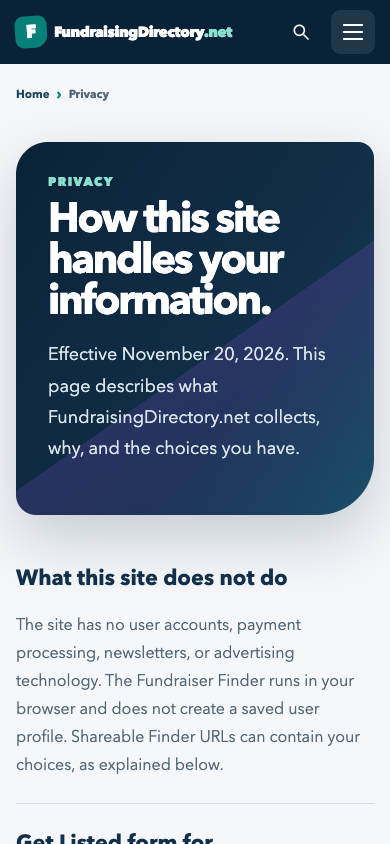 F FundraisingDirectory.net
Home › Privacy
PRIVACY
How this site
handles your
information.
Effective November 20, 2026. This
page describes what
FundraisingDirectory.net collects,
why, and the choices you have.
What this site does not do
The site has no user accounts, payment
processing, newsletters, or advertising
technology. The Fundraiser Finder runs in your
browser and does not create a saved user
profile. Shareable Finder URLs can contain your
choices, as explained below.
Get Listed form for